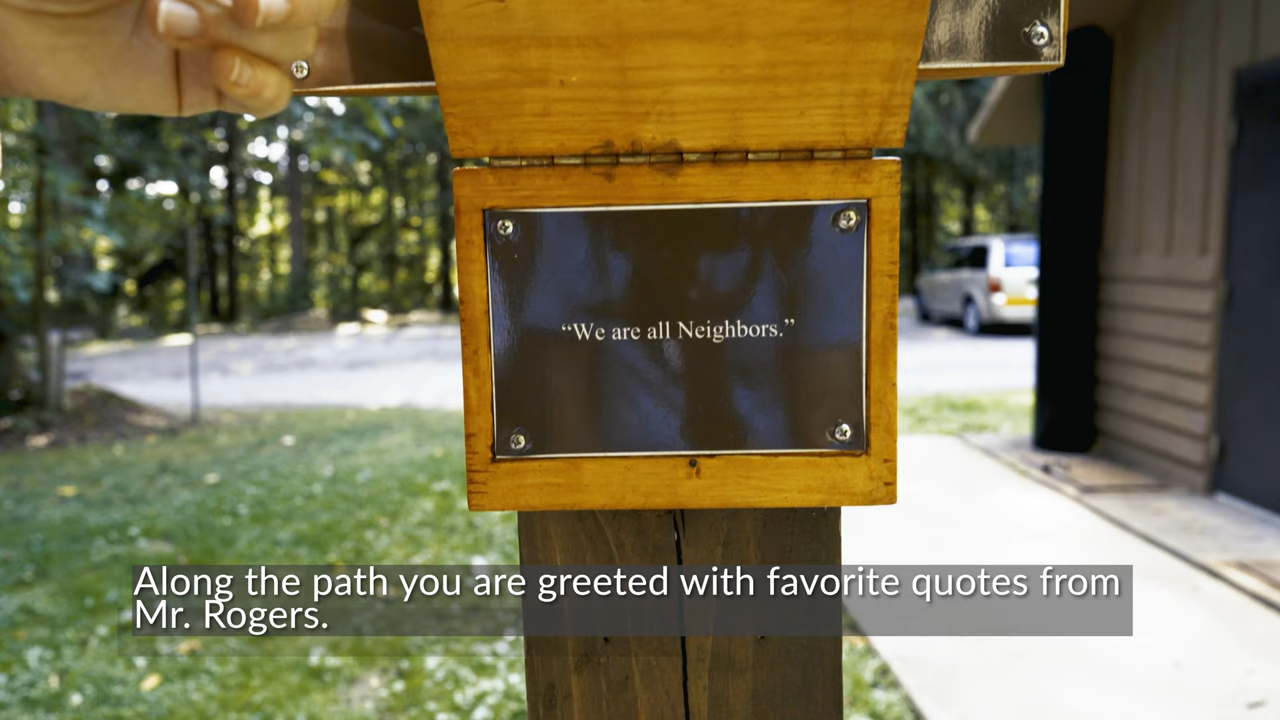 “We are all Neighbors.”
Along the path you are greeted with favorite quotes from
Mr. Rogers.